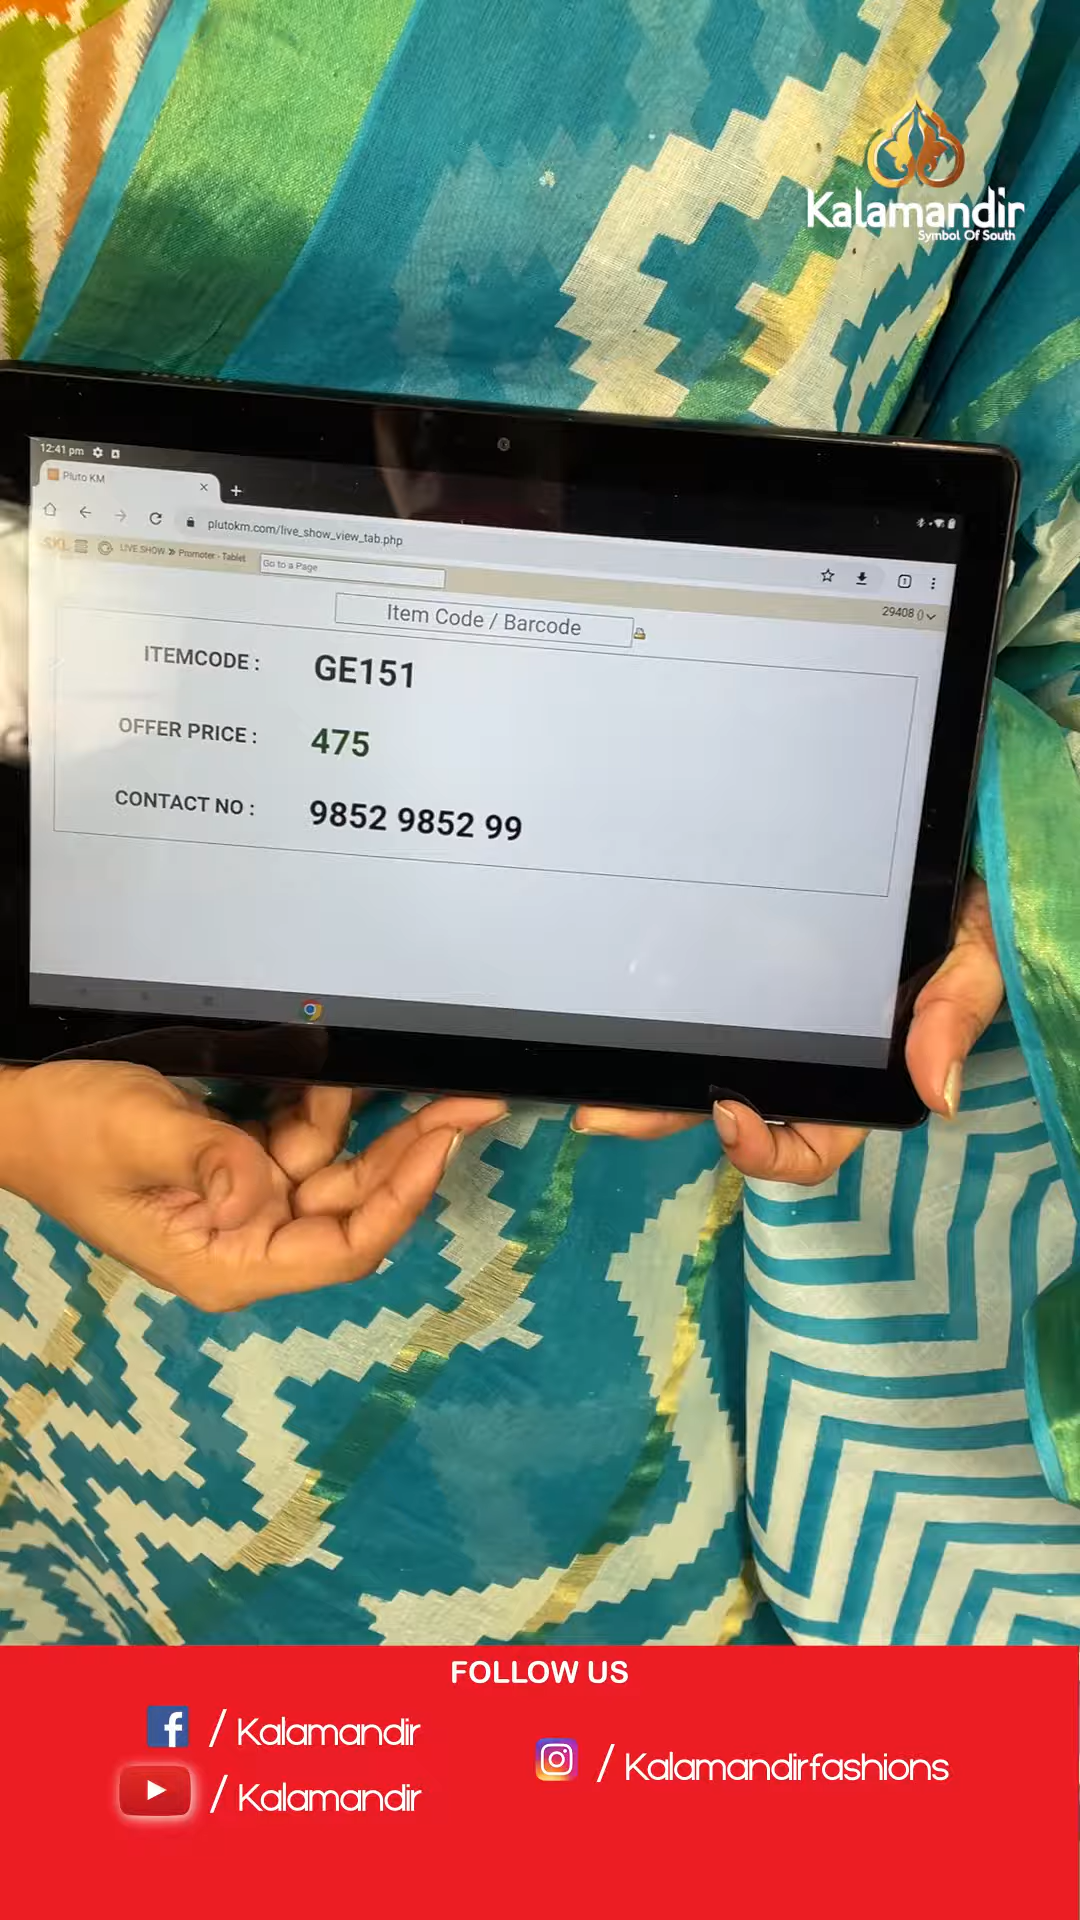 Kalamandir
Symbol Of South
12:41 pm
Pluto KM
plutokm.com/live_show_view_tab.php
SKL
LIVE SHOW >> Promoter - Tablet
Go to a Page
29408 ()
Item Code / Barcode
ITEMCODE : GE151
OFFER PRICE : 475
CONTACT NO : 9852 9852 99
FOLLOW US
/ Kalamandir
/ Kalamandirfashions
/ Kalamandir